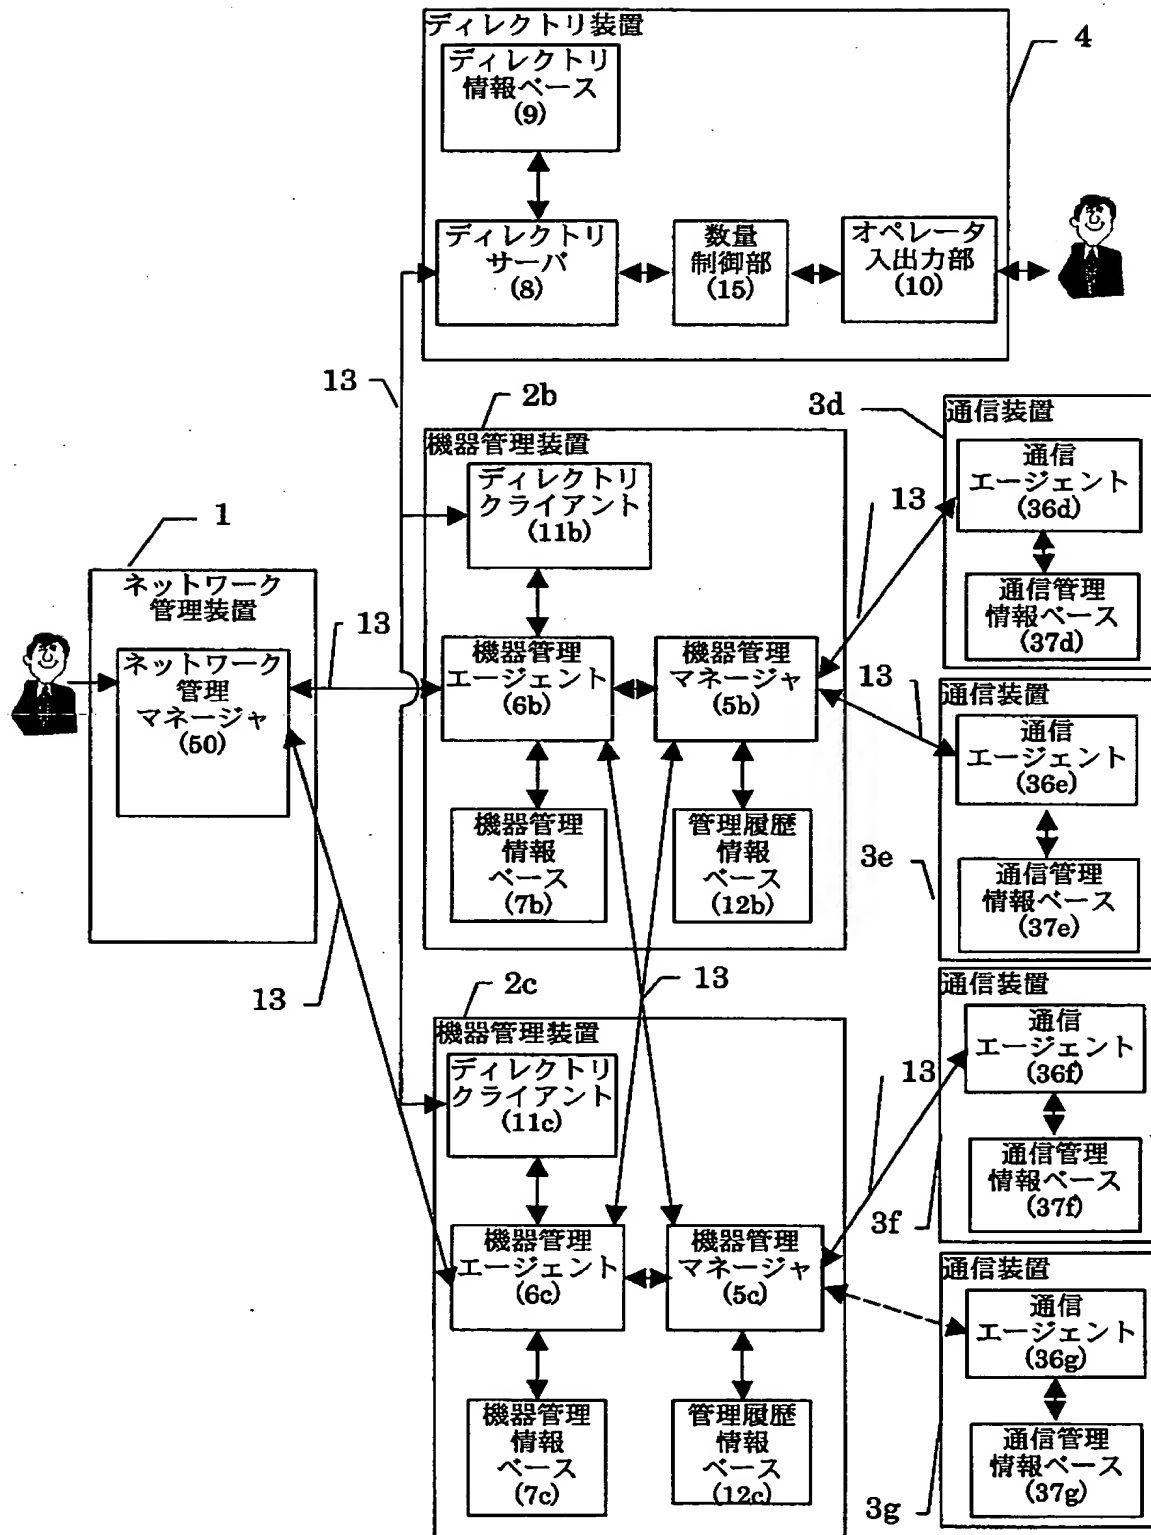 ディレクトリ装置
4
ディレクトリ
情報ベース
(9)
ディレクトリ
サーバ
(8)
数量
制御部
(15)
オペレータ
入出力部
(10)
13
2b
機器管理装置
ディレクトリ
クライアント
(11b)
機器管理
エージェント
(6b)
機器管理
マネージャ
(5b)
機器管理
情報
ベース
(7b)
管理履歴
情報
ベース
(12b)
1
ネットワーク
管理装置
ネットワーク
管理
マネージャ
(50)
13
13
13
2c
機器管理装置
ディレクトリ
クライアント
(11c)
機器管理
エージェント
(6c)
機器管理
マネージャ
(5c)
機器管理
情報
ベース
(7c)
管理履歴
情報
ベース
(12c)
3d
通信装置
通信
エージェント
(36d)
通信管理
情報ベース
(37d)
13
13
3e
通信装置
通信
エージェント
(36e)
通信管理
情報ベース
(37e)
3f
通信装置
通信
エージェント
(36f)
通信管理
情報ベース
(37f)
13
3g
通信装置
通信
エージェント
(36g)
通信管理
情報ベース
(37g)